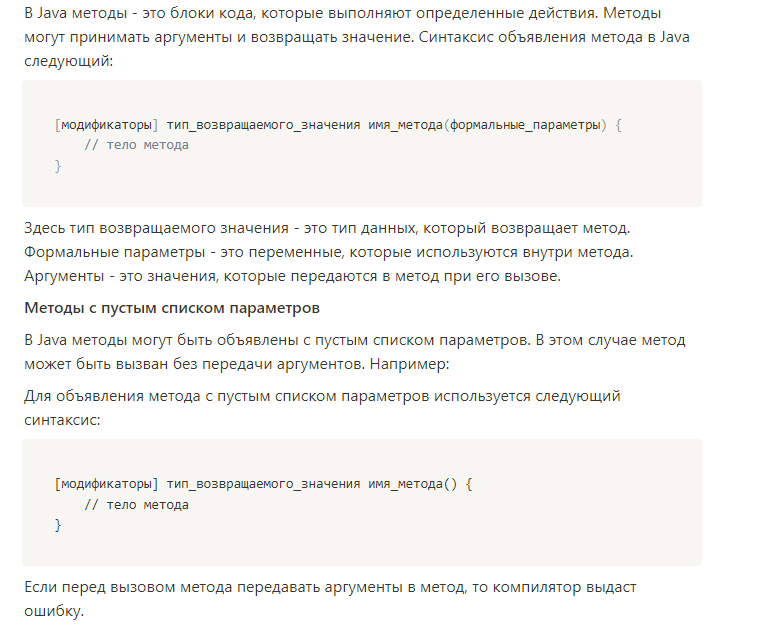 В Java методы - это блоки кода, которые выполняют определенные действия. Методы
могут принимать аргументы и возвращать значение. Синтаксис объявления метода в Java
следующий:
[модификаторы] тип_возвращаемого_значения имя_метода(формальные_параметры) {
    // тело метода
}
Здесь тип возвращаемого значения - это тип данных, который возвращает метод.
Формальные параметры - это переменные, которые используются внутри метода.
Аргументы - это значения, которые передаются в метод при его вызове.
Методы с пустым списком параметров
В Java методы могут быть объявлены с пустым списком параметров. В этом случае метод
может быть вызван без передачи аргументов. Например:
Для объявления метода с пустым списком параметров используется следующий
синтаксис:
[модификаторы] тип_возвращаемого_значения имя_метода() {
    // тело метода
}
Если перед вызовом метода передавать аргументы в метод, то компилятор выдаст
ошибку.